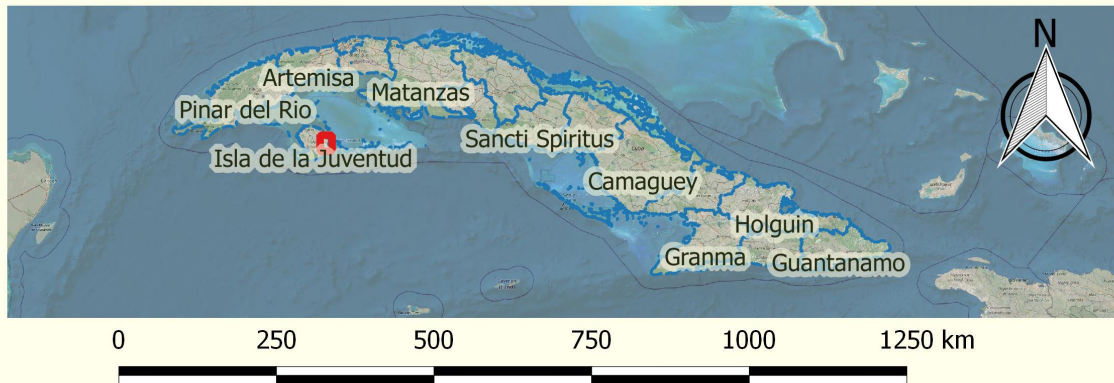 N
Artemisa
Matanzas
Pinar del Rio
Sancti Spiritus
Isla de la Juventud
Camaguey
Holguin
Granma
Guantanamo
0 250 500 750 1000 1250 km